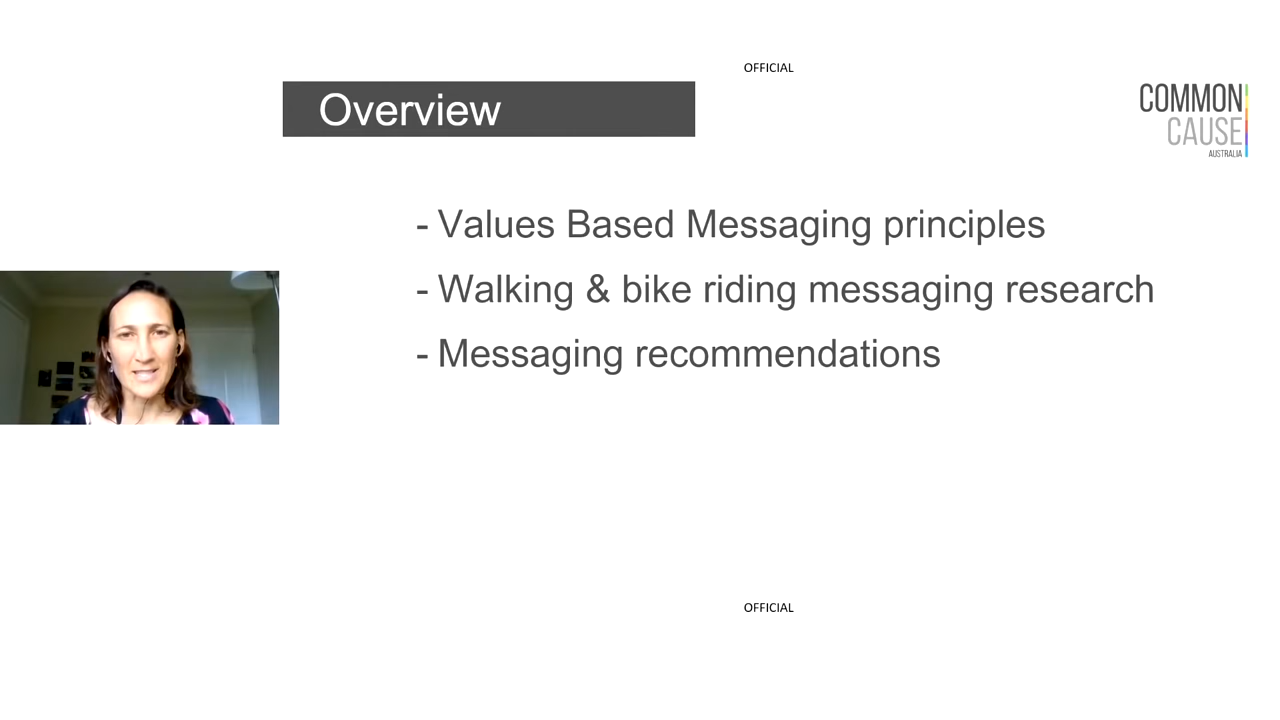 OFFICIAL
Overview
COMMON
CAUSE
AUSTRALIA
- Values Based Messaging principles
- Walking & bike riding messaging research
- Messaging recommendations
OFFICIAL